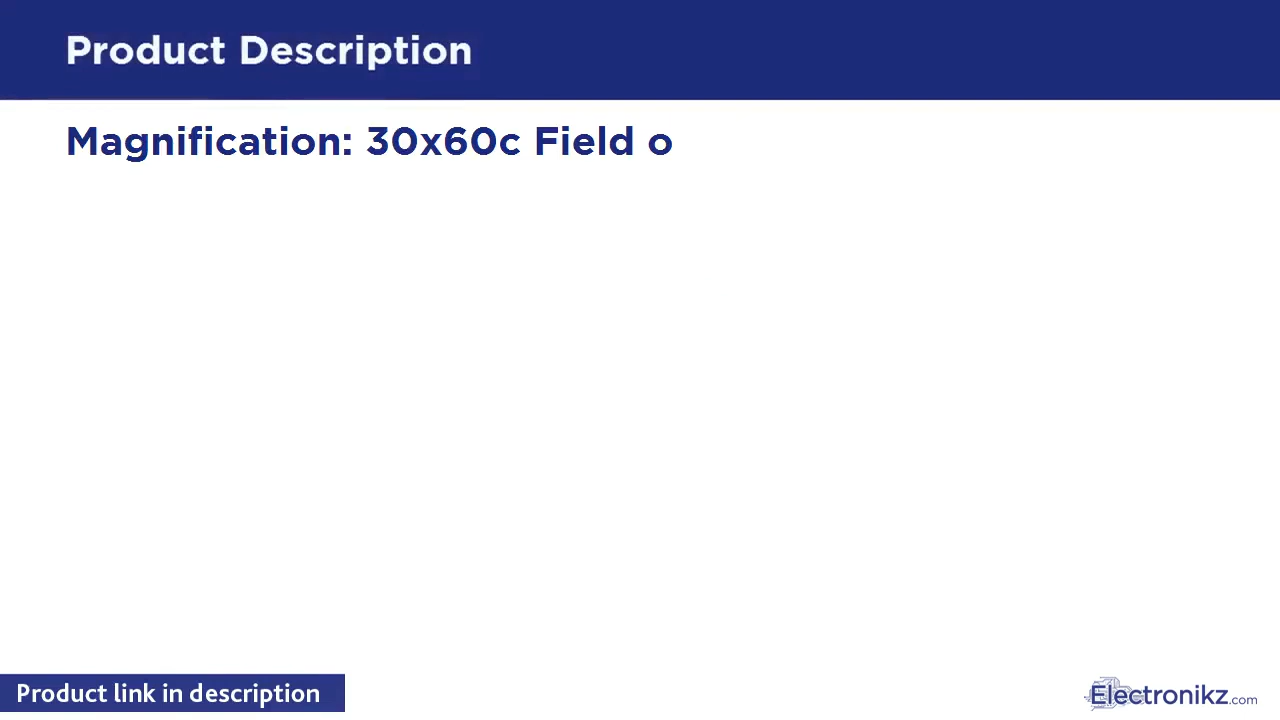 Product Description
Magnification: 30x60c Field o
Product link in description
Electronikz.com